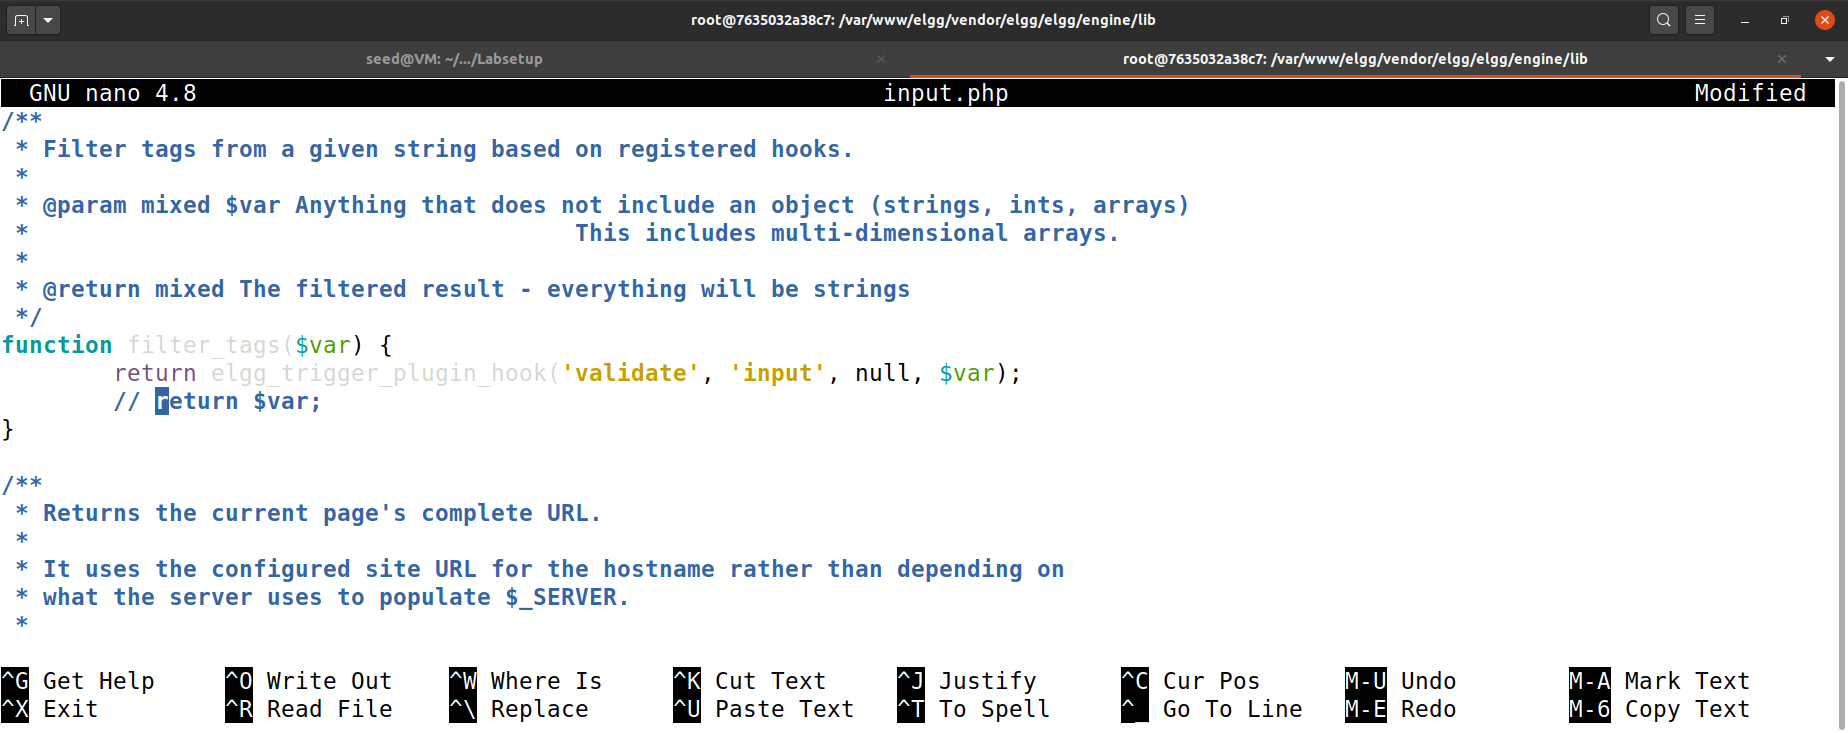 root@7635032a38c7: /var/www/elgg/vendor/elgg/elgg/engine/lib
seed@VM: ~/.../Labsetup
root@7635032a38c7: /var/www/elgg/vendor/elgg/elgg/engine/lib
GNU nano 4.8 input.php Modified
/**
 * Filter tags from a given string based on registered hooks.
 *
 * @param mixed $var Anything that does not include an object (strings, ints, arrays)
 *                                       This includes multi-dimensional arrays.
 *
 * @return mixed The filtered result - everything will be strings
 */
function filter_tags($var) {
        return elgg_trigger_plugin_hook('validate', 'input', null, $var);
        // return $var;
}
/**
 * Returns the current page's complete URL.
 *
 * It uses the configured site URL for the hostname rather than depending on
 * what the server uses to populate $_SERVER.
 *
^G Get Help ^O Write Out ^W Where Is ^K Cut Text ^J Justify ^C Cur Pos M-U Undo M-A Mark Text
^X Exit ^R Read File ^\ Replace ^U Paste Text ^T To Spell ^_ Go To Line M-E Redo M-6 Copy Text